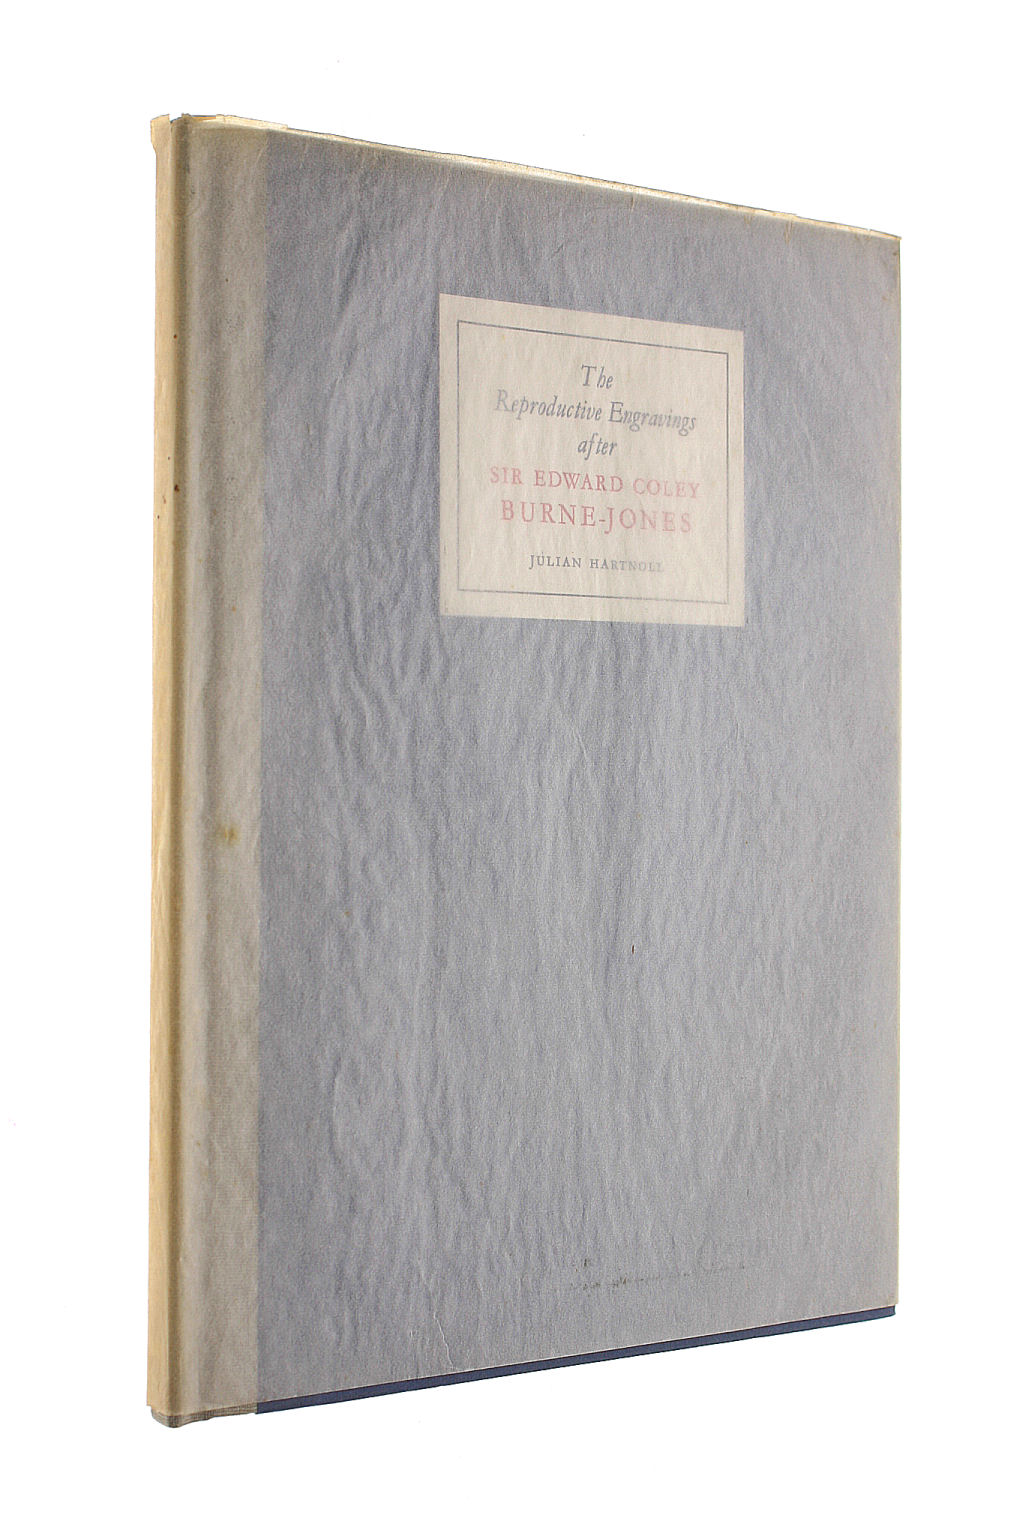 The
Reproductive Engravings
after
SIR EDWARD COLEY
BURNE-JONES
JULIAN HARTNOLL